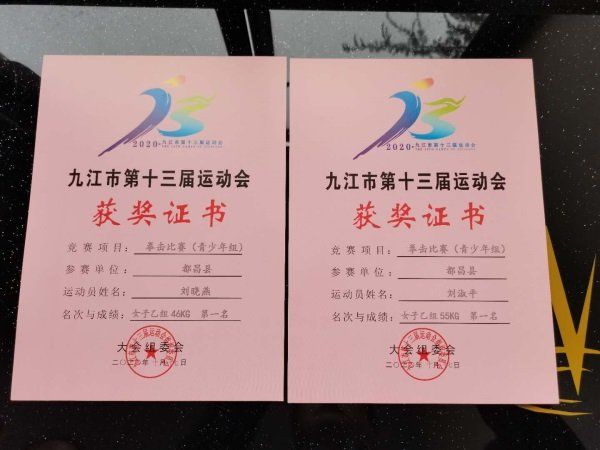 2020·九江市第十三届运动会
九江市第十三届运动会
获奖证书
竞赛项目：拳击比赛（青少年组）
参赛单位：都昌县
运动员姓名：刘晓燕
名次与成绩：女子乙组46KG 第一名
大会组委会
2020·九江市第十三届运动会
九江市第十三届运动会
获奖证书
竞赛项目：拳击比赛（青少年组）
参赛单位：都昌县
运动员姓名：刘淑平
名次与成绩：女子乙组55KG 第一名
大会组委会